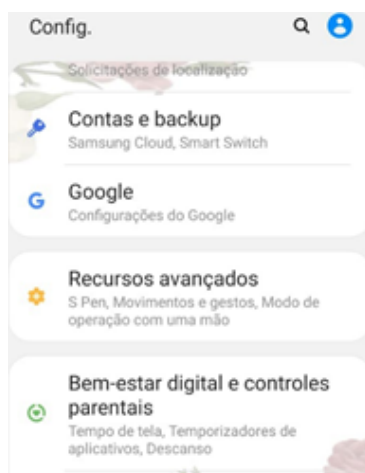 Config.
Solicitações de localização
Contas e backup
Samsung Cloud, Smart Switch
Google
Configurações do Google
Recursos avançados
S Pen, Movimentos e gestos, Modo de
operação com uma mão
Bem-estar digital e controles
parentais
Tempo de tela, Temporizadores de
aplicativos, Descanso